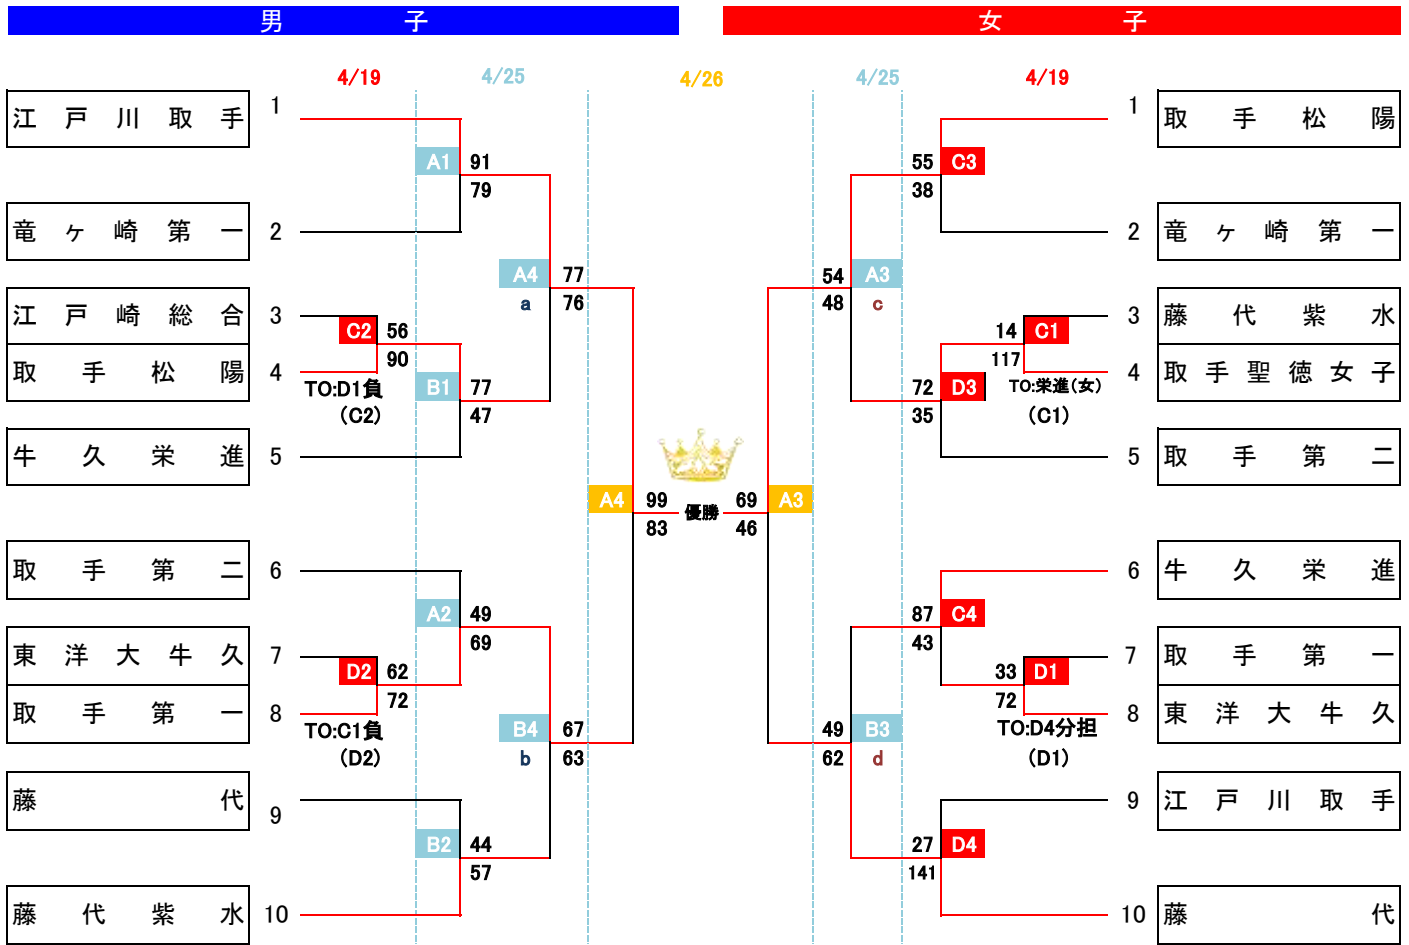 男子 女子
4/19 4/25 4/26 4/25 4/19
江戸川取手 1 1 取手松陽
A1 91 55 C3
79 38
竜ヶ崎第一 2 2 竜ヶ崎第一
A4 77 54 A3
a 76 48 c
江戸崎総合 3 3 藤代紫水
C2 56 14 C1
90 117
取手松陽 4 4 取手聖徳女子
TO:D1負 B1 77 72 D3 TO:栄進(女)
(C2) 47 35 (C1)
牛久栄進 5 5 取手第二
A4 99 優勝 69 A3
83 46
取手第二 6 6 牛久栄進
A2 49 87 C4
69 43
東洋大牛久 7 7 取手第一
D2 62 33 D1
72 72
取手第一 8 8 東洋大牛久
TO:C1負 B4 67 49 B3 TO:D4分担
(D2) b 63 62 d (D1)
藤代 9 9 江戸川取手
B2 44 27 D4
57 141
藤代紫水 10 10 藤代